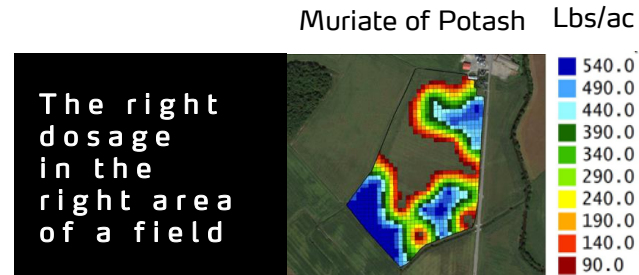 Muriate of Potash Lbs/ac
The right
dosage
in the
right area
of a field
540.0
490.0
440.0
390.0
340.0
290.0
240.0
190.0
140.0
90.0